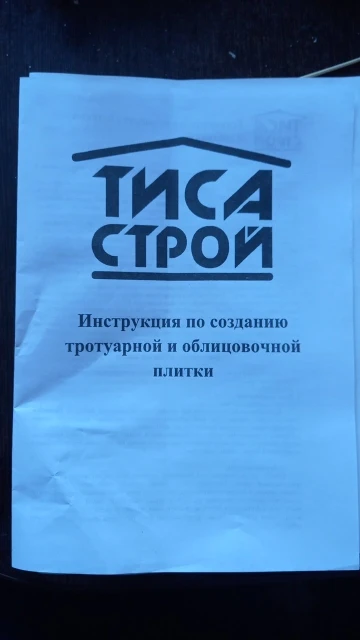 ТИСА
СТРОЙ
Инструкция по созданию
тротуарной и облицовочной
плитки